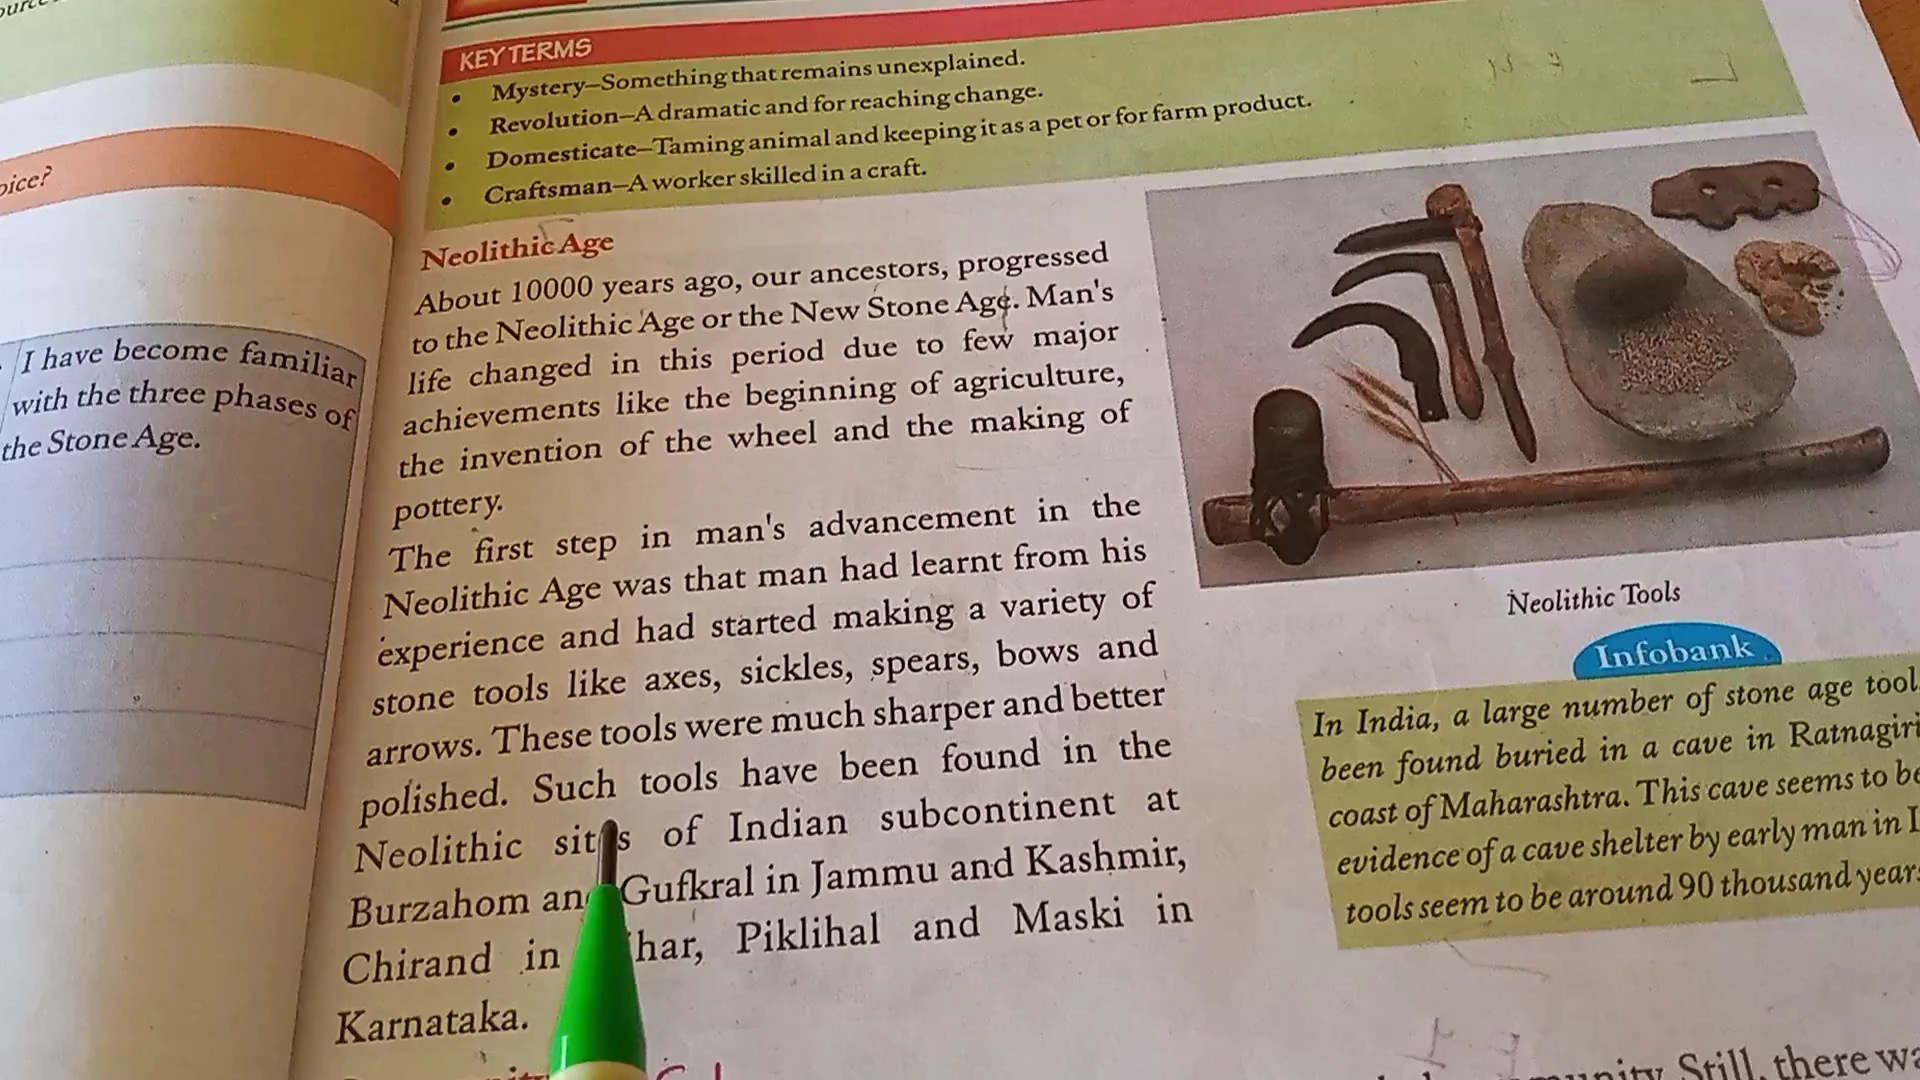 I have become familiar
with the three phases of
the Stone Age.
KEY TERMS
• Mystery–Something that remains unexplained.
• Revolution–A dramatic and for reaching change.
• Domesticate–Taming animal and keeping it as a pet or for farm product.
• Craftsman–A worker skilled in a craft.
Neolithic Age
About 10000 years ago, our ancestors, progressed
to the Neolithic Age or the New Stone Age. Man's
life changed in this period due to few major
achievements like the beginning of agriculture,
the invention of the wheel and the making of
pottery.
The first step in man's advancement in the
Neolithic Age was that man had learnt from his
experience and had started making a variety of
stone tools like axes, sickles, spears, bows and
arrows. These tools were much sharper and better
polished. Such tools have been found in the
Neolithic sites of Indian subcontinent at
Burzahom and Gufkral in Jammu and Kashmir,
Chirand in har, Piklihal and Maski in
Karnataka.
Neolithic Tools
Infobank
In India, a large number of stone age tool
been found buried in a cave in Ratnagiri
coast of Maharashtra. This cave seems to be
evidence of a cave shelter by early man in
tools seem to be around 90 thousand years
Still, there